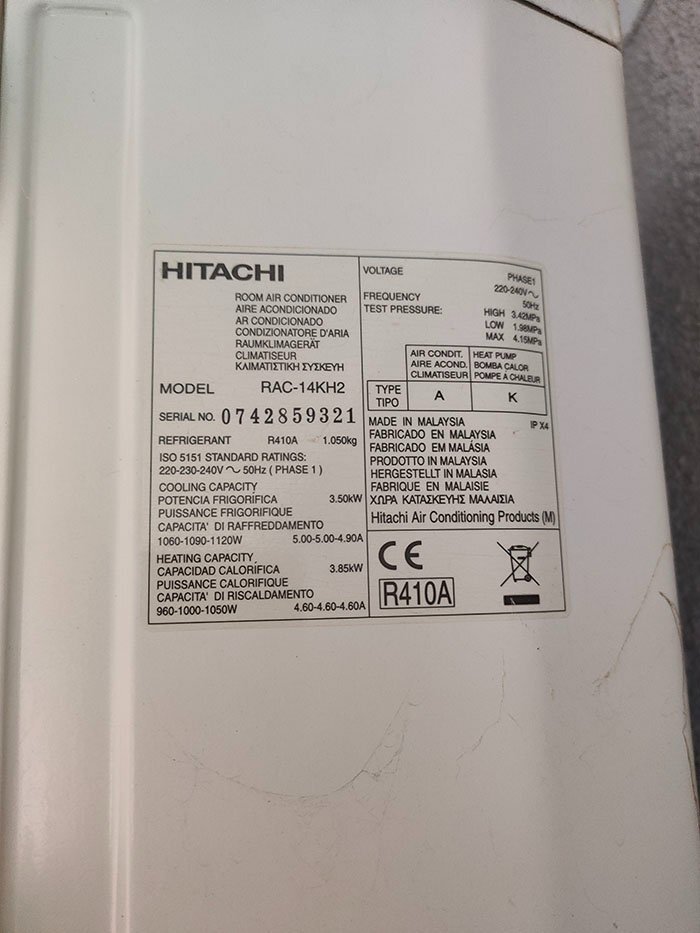 HITACHI
ROOM AIR CONDITIONER
AIRE ACONDICIONADO
AR CONDICIONADO
CONDIZIONATORE D'ARIA
RAUMKLIMAGERÄT
CLIMATISEUR
ΚΛΙΜΑΤΙΣΤΙΚΗ ΣΥΣΚΕΥΗ
MODEL RAC-14KH2
SERIAL NO. 0742859321
REFRIGERANT R410A 1.050kg
ISO 5151 STANDARD RATINGS:
220-230-240V ~ 50Hz ( PHASE 1 )
COOLING CAPACITY
POTENCIA FRIGORÍFICA 3.50kW
PUISSANCE FRIGORIFIQUE
CAPACITA' DI RAFFREDDAMENTO
1060-1090-1120W 5.00-5.00-4.90A
HEATING CAPACITY
CAPACIDAD CALORÍFICA 3.85kW
PUISSANCE CALORIFIQUE
CAPACITA' DI RISCALDAMENTO
960-1000-1050W 4.60-4.60-4.60A
VOLTAGE PHASE1
220-240V ~
FREQUENCY 50Hz
TEST PRESSURE: HIGH 3.42MPa
LOW 1.98MPa
MAX 4.15MPa
AIR CONDIT. HEAT PUMP
AIRE ACOND. BOMBA CALOR
CLIMATISEUR POMPE A CHALEUR
TYPE
TIPO A K
MADE IN MALAYSIA IP X4
FABRICADO EN MALAYSIA
FABRICADO EM MALÁSIA
PRODOTTO IN MALAYSIA
HERGESTELLT IN MALASIA
FABRIQUE EN MALAISIE
ΧΩΡΑ ΚΑΤΑΣΚΕΥΗΣ ΜΑΛΑΙΣΙΑ
Hitachi Air Conditioning Products (M)
CE
R410A